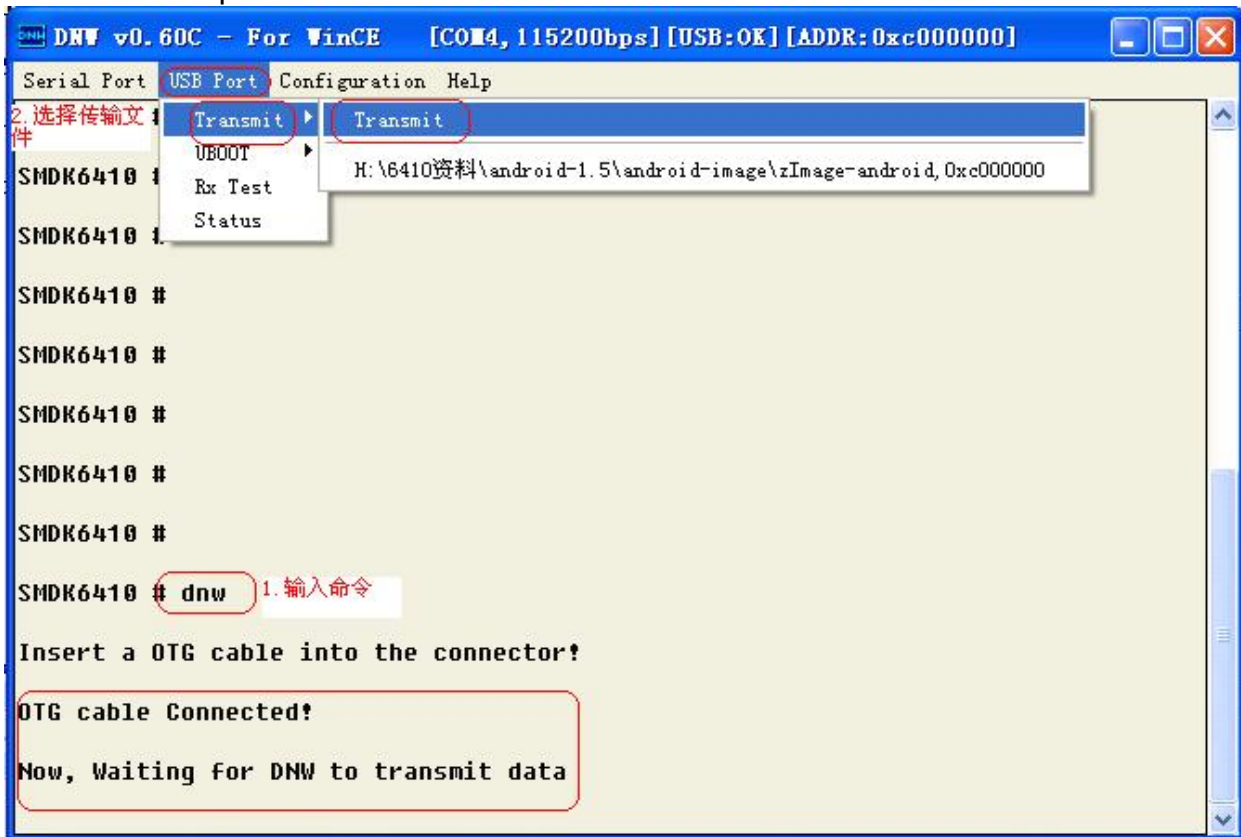 DNW v0.60C - For WinCE [COM4,115200bps][USB:OK][ADDR:0xc000000]
Serial Port USB Port Configuration Help
2.选择传输文
件
Transmit
UBOOT
Rx Test
Status
Transmit
H:\6410资料\android-1.5\android-image\zImage-android,0xc000000
SMDK6410 #
SMDK6410 #
SMDK6410 #
SMDK6410 #
SMDK6410 #
SMDK6410 #
SMDK6410 #
SMDK6410 # dnw 1.输入命令
Insert a OTG cable into the connector!
OTG cable Connected!
Now, Waiting for DNW to transmit data